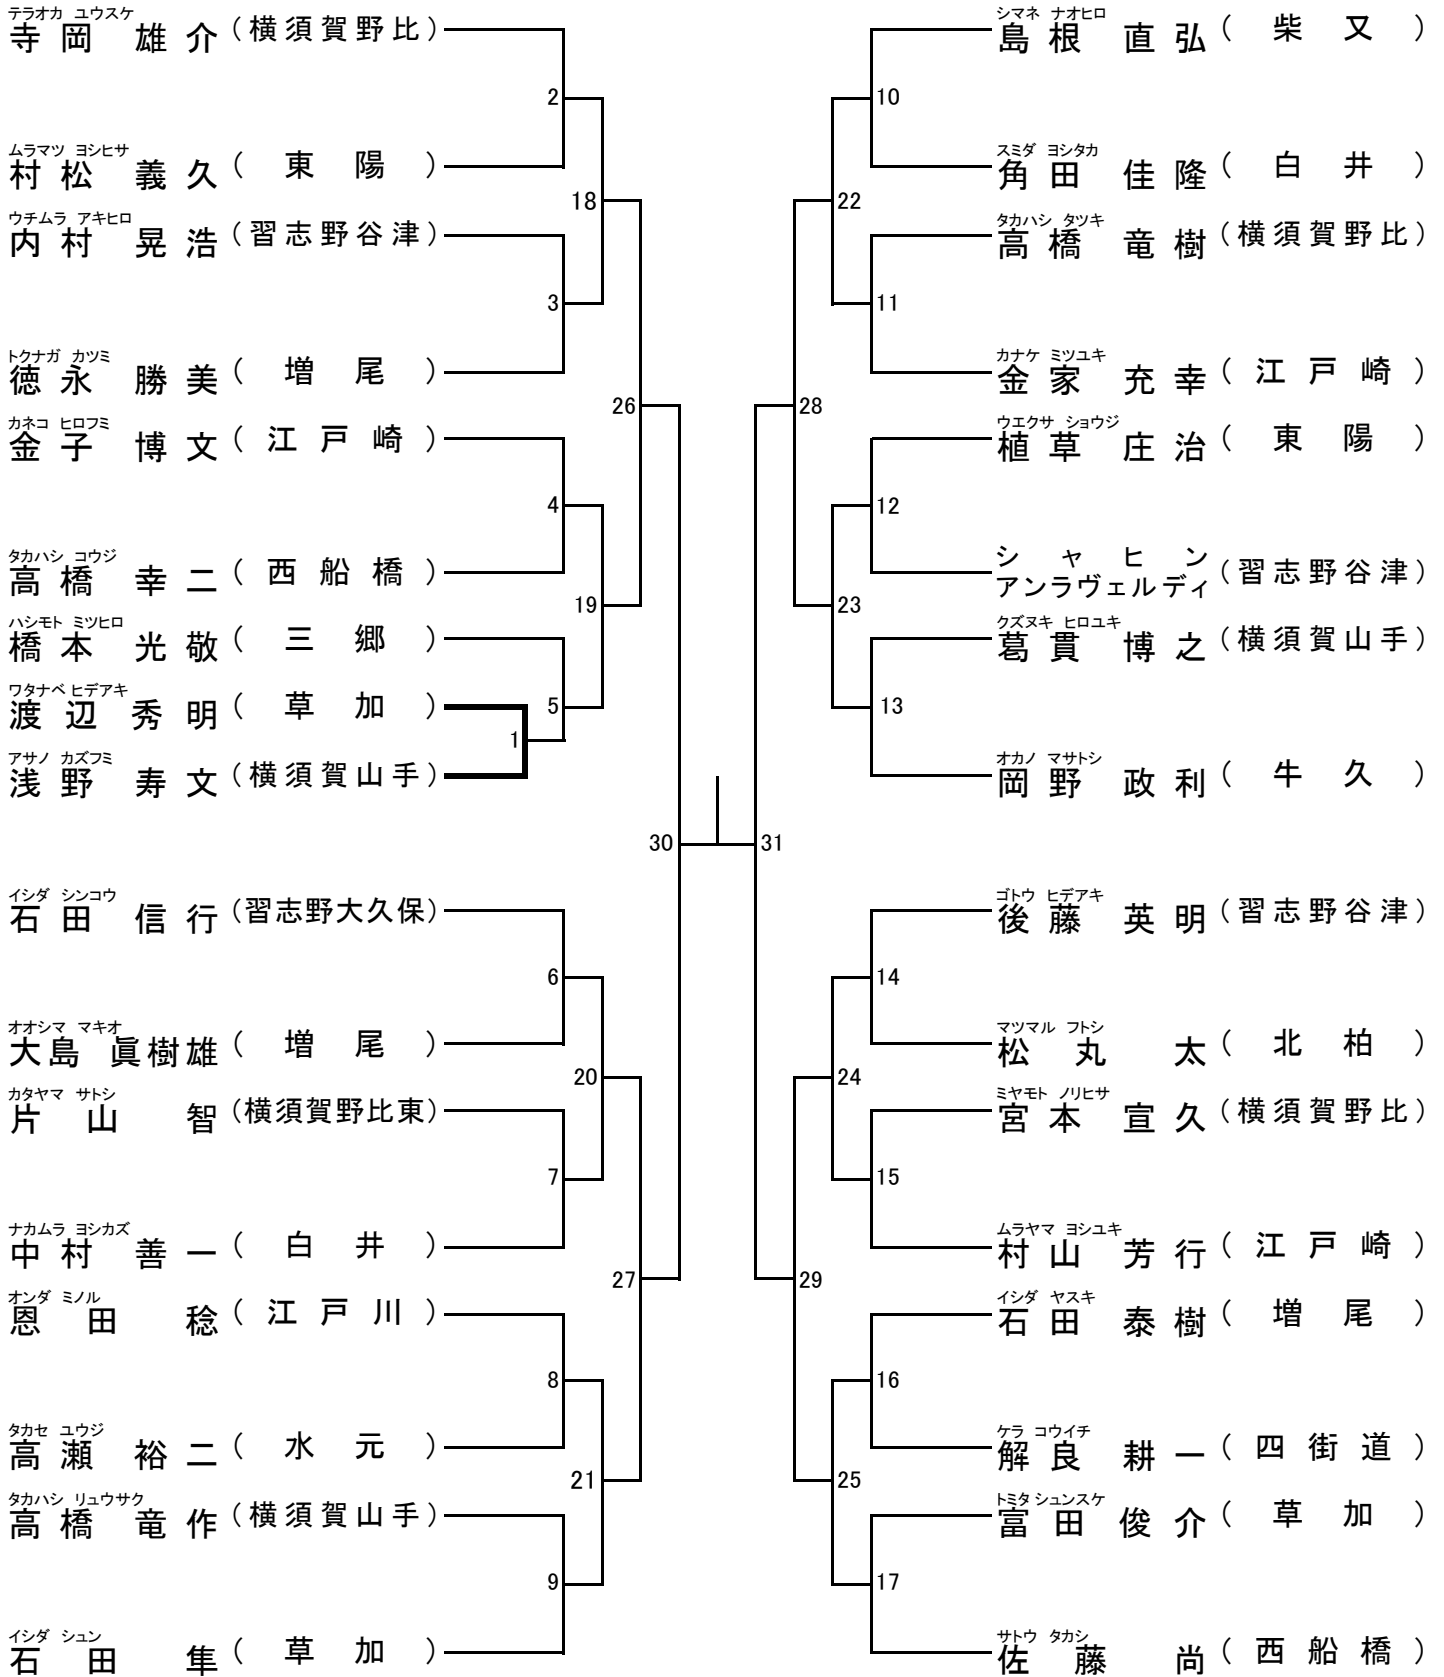 テラオカ ユウスケ
寺岡 雄介 (横須賀野比)
2
ムラマツ ヨシヒサ
村松 義久 (東陽)
18
ウチムラ アキヒロ
内村 晃浩 (習志野谷津)
3
トクナガ カツミ
徳永 勝美 (増尾)
26
カネコ ヒロフミ
金子 博文 (江戸崎)
4
タカハシ コウジ
高橋 幸二 (西船橋)
19
ハシモト ミツヒロ
橋本 光敬 (三郷)
ワタナベ ヒデアキ
渡辺 秀明 (草加)
5
1
アサノ カズフミ
浅野 寿文 (横須賀山手)
30
イシダ シンコウ
石田 信行 (習志野大久保)
6
オオシマ マキオ
大島 眞樹雄 (増尾)
20
カタヤマ サトシ
片山 智 (横須賀野比東)
7
ナカムラ ヨシカズ
中村 善一 (白井)
27
オンダ ミノル
恩田 稔 (江戸川)
8
タカセ ユウジ
高瀬 裕二 (水元)
21
タカハシ リュウサク
高橋 竜作 (横須賀山手)
9
イシダ シュン
石田 隼 (草加)
シマネ ナオヒロ
島根 直弘 (柴又)
10
スミダ ヨシタカ
角田 佳隆 (白井)
22
タカハシ タツキ
高橋 竜樹 (横須賀野比)
11
カナケ ミツユキ
金家 充幸 (江戸崎)
28
ウエクサ ショウジ
植草 庄治 (東陽)
12
シャヒン
アンラヴェルディ (習志野谷津)
23
クズヌキ ヒロユキ
葛貫 博之 (横須賀山手)
13
オカノ マサトシ
岡野 政利 (牛久)
31
ゴトウ ヒデアキ
後藤 英明 (習志野谷津)
14
マツマル フトシ
松丸 太 (北柏)
24
ミヤモト ノリヒサ
宮本 宣久 (横須賀野比)
15
ムラヤマ ヨシユキ
村山 芳行 (江戸崎)
29
イシダ ヤスキ
石田 泰樹 (増尾)
16
ケラ コウイチ
解良 耕一 (四街道)
25
トミタ シュンスケ
富田 俊介 (草加)
17
サトウ タカシ
佐藤 尚 (西船橋)